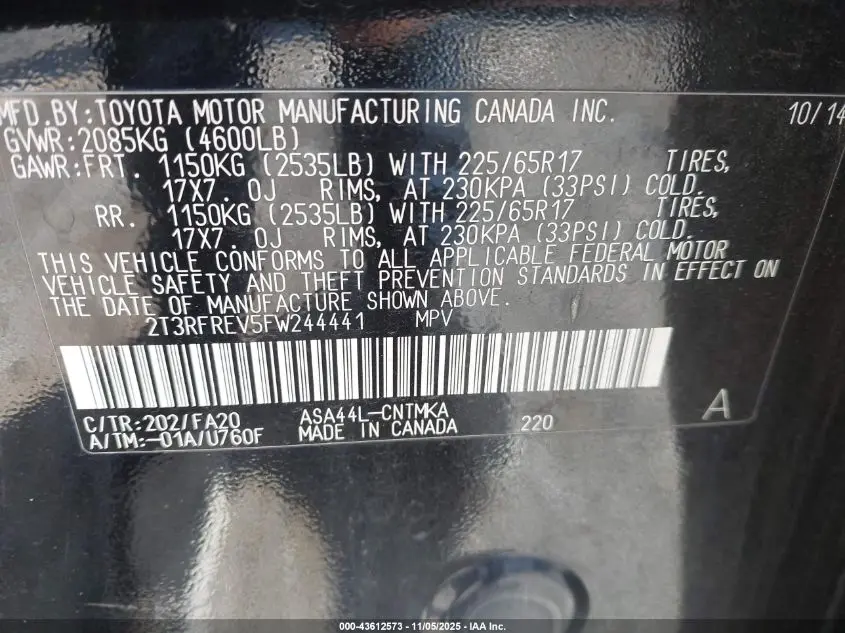 MFD.BY:TOYOTA MOTOR MANUFACTURING CANADA INC. 10/14
GVWR:2085KG (4600LB)
GAWR:FRT. 1150KG (2535LB) WITH 225/65R17 TIRES,
17X7.0J RIMS, AT 230KPA (33PSI) COLD.
RR. 1150KG (2535LB) WITH 225/65R17 TIRES,
17X7.0J RIMS, AT 230KPA (33PSI) COLD.
THIS VEHICLE CONFORMS TO ALL APPLICABLE FEDERAL MOTOR
VEHICLE SAFETY AND THEFT PREVENTION STANDARDS IN EFFECT ON
THE DATE OF MANUFACTURE SHOWN ABOVE.
2T3RFREV5FW244441 MPV
C/TR:202/FA20 ASA44L-CNTMKA A
A/TM:-01A/U760F MADE IN CANADA 220
000-43612573 - 11/05/2025 - IAA Inc.